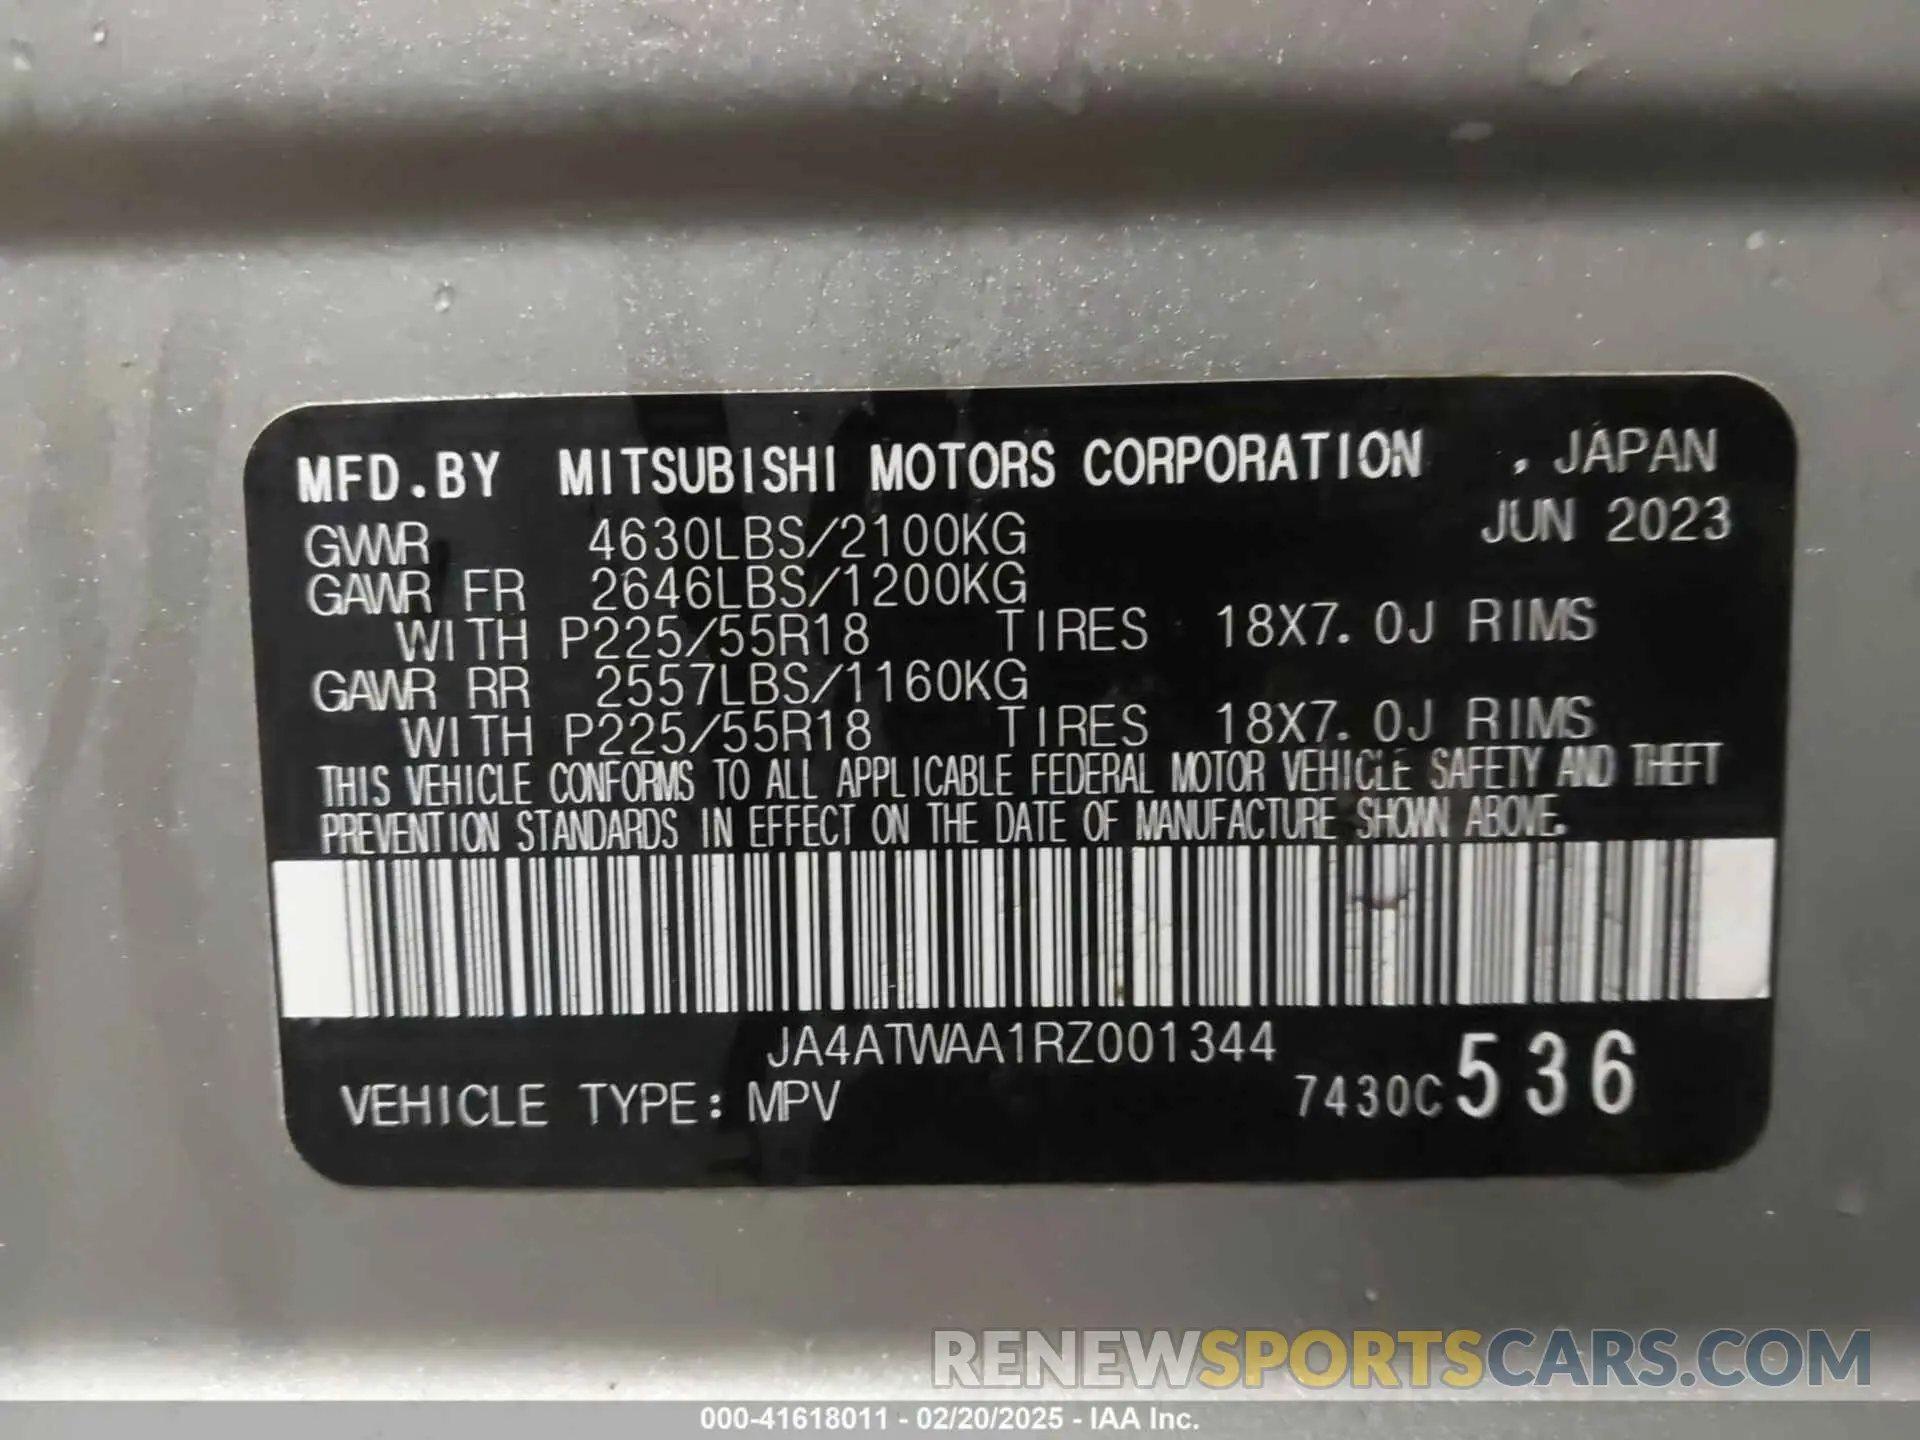 MFD.BY MITSUBISHI MOTORS CORPORATION , JAPAN
JUN 2023
GVWR 4630LBS/2100KG
GAWR FR 2646LBS/1200KG
WITH P225/55R18 TIRES 18X7.0J RIMS
GAWR RR 2557LBS/1160KG
WITH P225/55R18 TIRES 18X7.0J RIMS
THIS VEHICLE CONFORMS TO ALL APPLICABLE FEDERAL MOTOR VEHICLE SAFETY AND THEFT
PREVENTION STANDARDS IN EFFECT ON THE DATE OF MANUFACTURE SHOWN ABOVE.
JA4ATWAA1RZ001344
VEHICLE TYPE: MPV 7430C 536
RENEWSPORTSCARS.COM
000-41618011 - 02/20/2025 - IAA Inc.